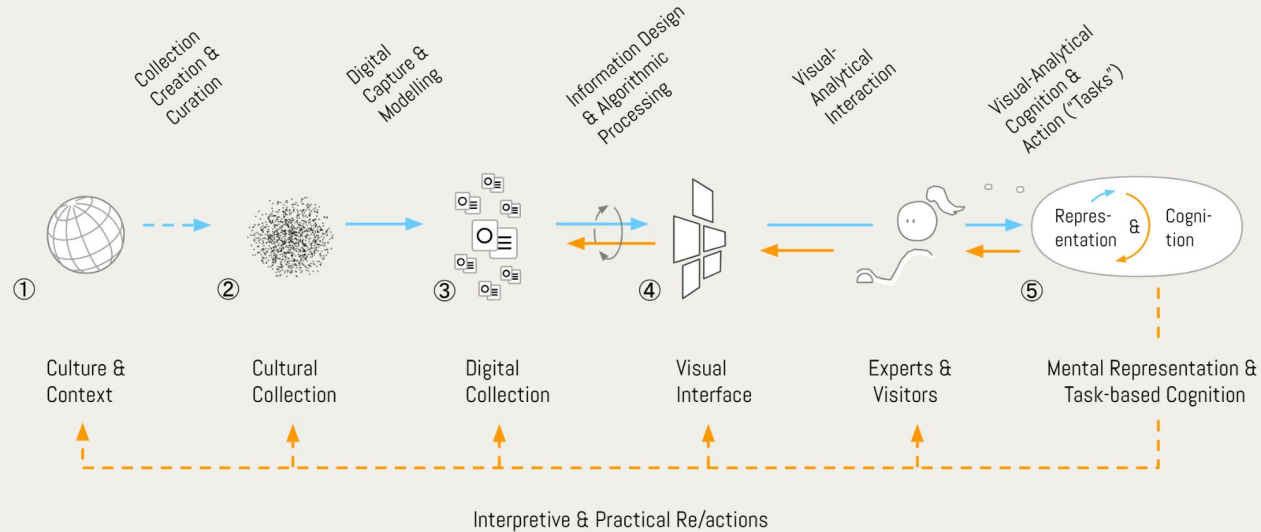 Collection
Creation &
Curation
Digital
Capture &
Modelling
Information Design
& Algorithmic
Processing
Visual-
Analytical
Interaction
Visual-Analytical
Cognition &
Action ("Tasks")
Repres-
entation
&
Cogni-
tion
①
②
③
④
⑤
Culture &
Context
Cultural
Collection
Digital
Collection
Visual
Interface
Experts &
Visitors
Mental Representation &
Task-based Cognition
Interpretive & Practical Re/actions